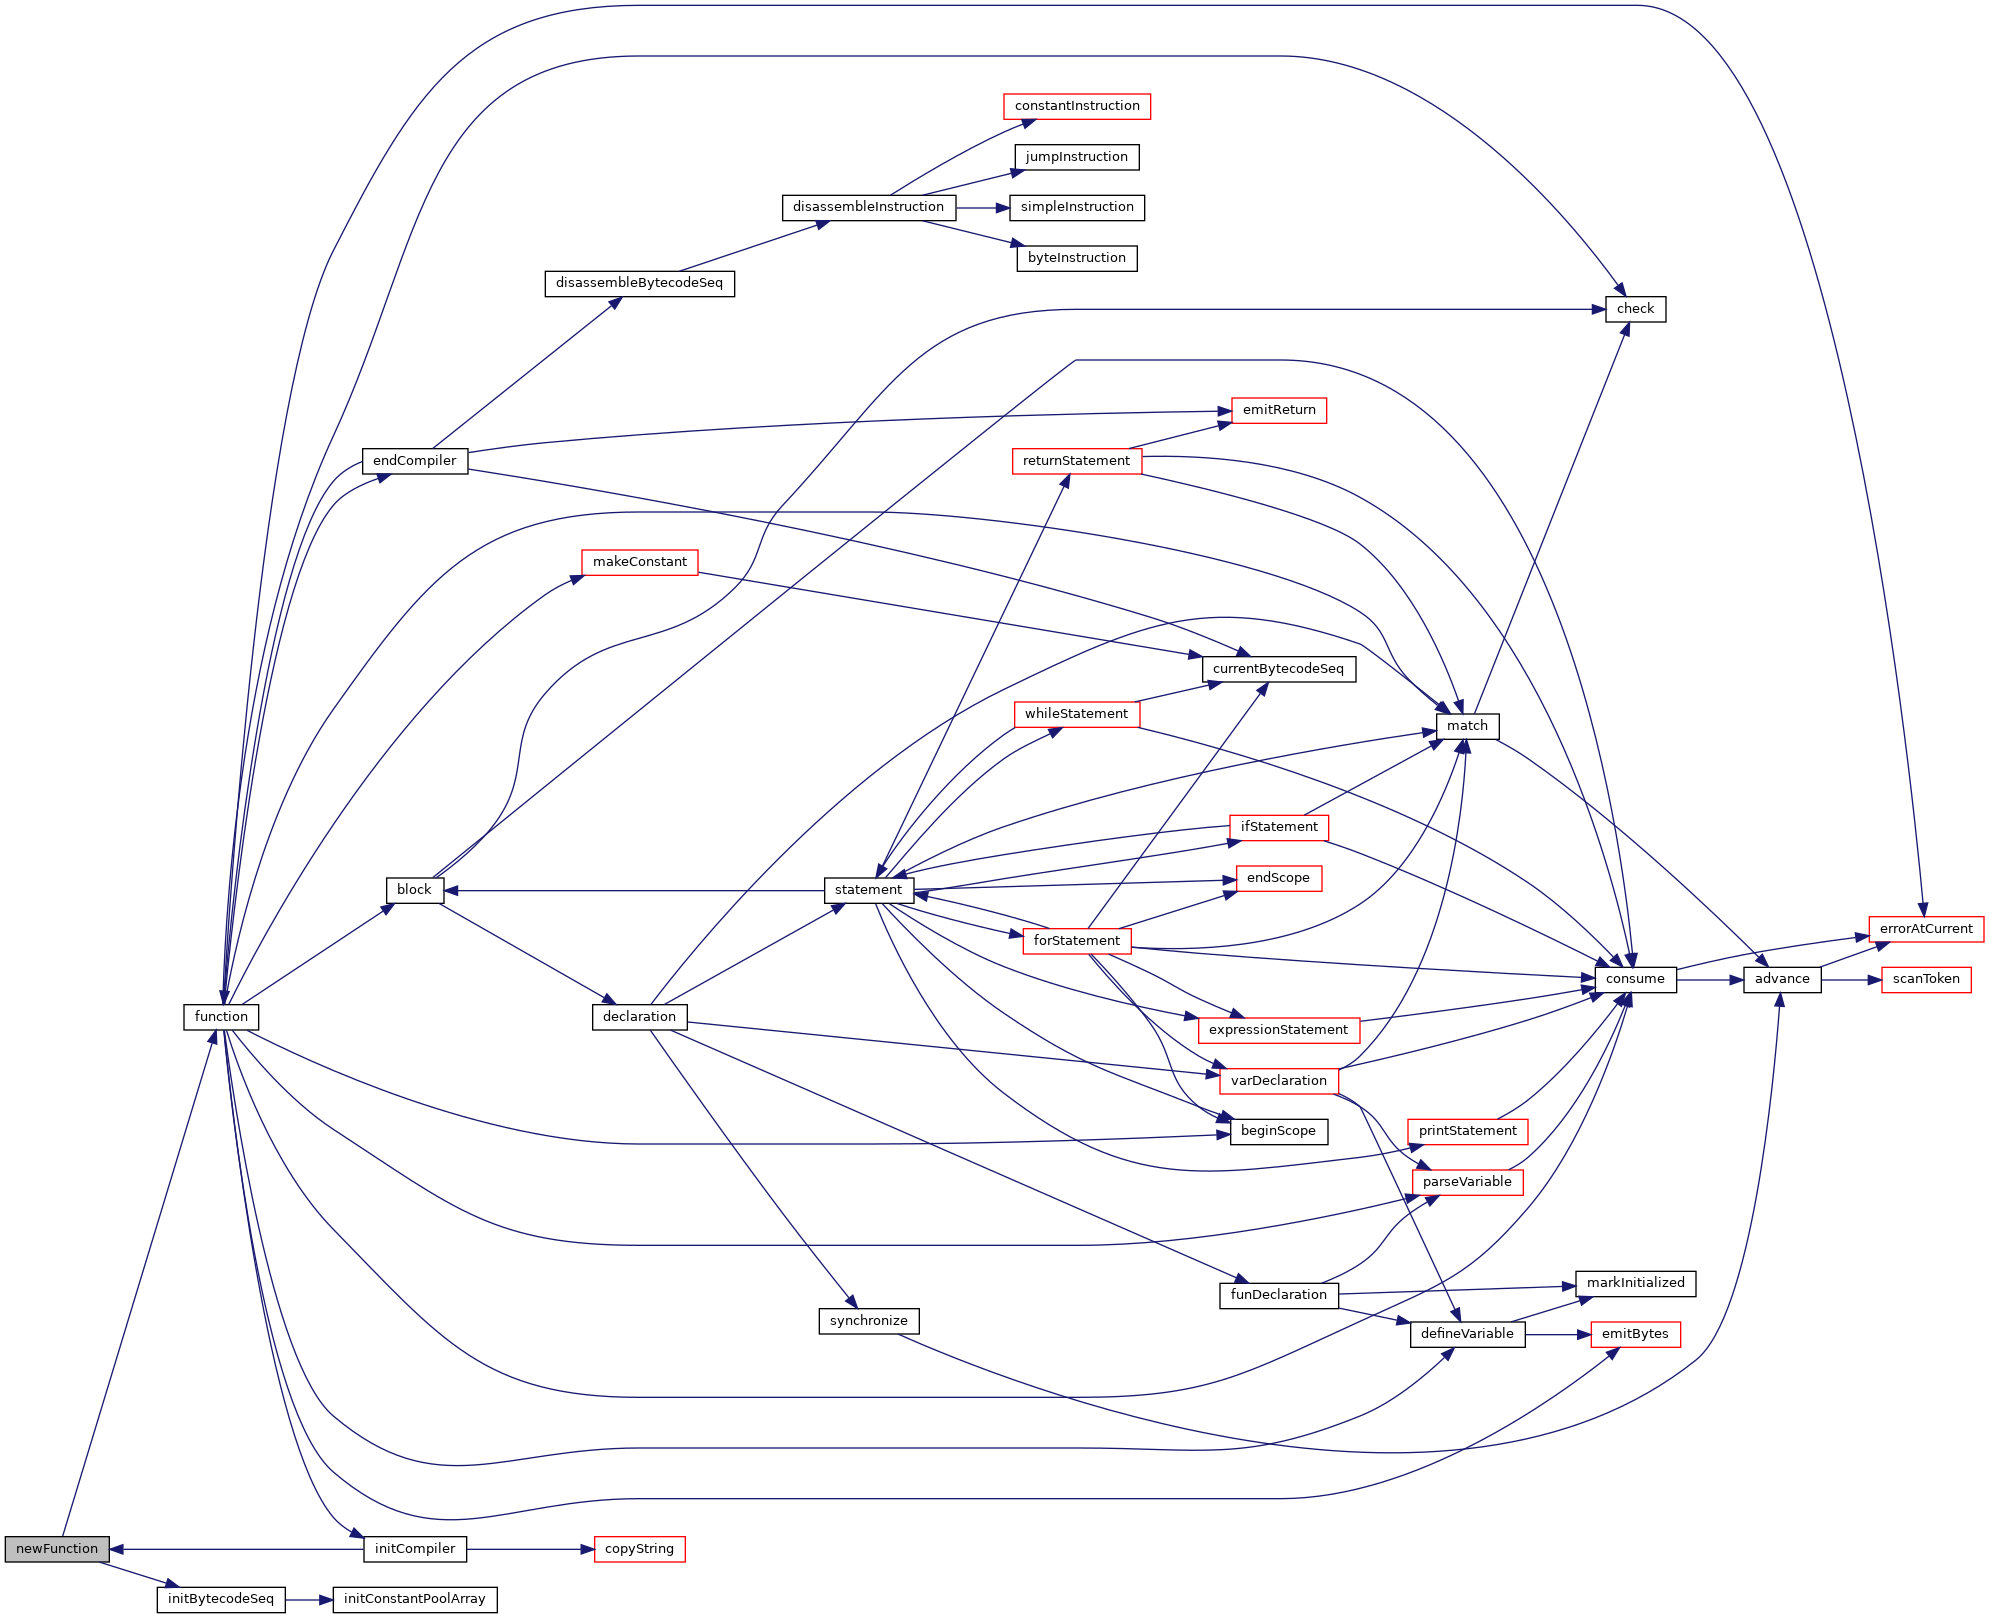 constantInstruction
jumpInstruction
disassembleInstruction
simpleInstruction
byteInstruction
disassembleBytecodeSeq
check
emitReturn
endCompiler
returnStatement
makeConstant
currentBytecodeSeq
whileStatement
match
ifStatement
endScope
block
statement
errorAtCurrent
forStatement
consume
advance
scanToken
function
declaration
expressionStatement
varDeclaration
beginScope
printStatement
parseVariable
markInitialized
funDeclaration
synchronize
defineVariable
emitBytes
newFunction
initCompiler
copyString
initBytecodeSeq
initConstantPoolArray